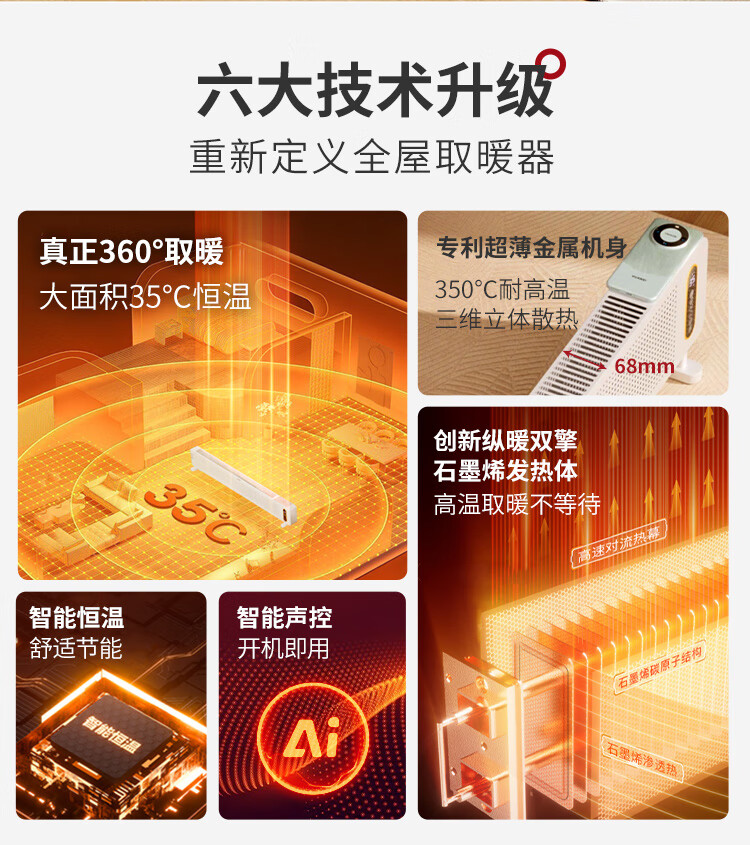 六大技术升级
重新定义全屋取暖器
真正360°取暖
大面积35℃恒温
35℃
专利超薄金属机身
350℃耐高温
三维立体散热
68mm
创新纵暖双擎
石墨烯发热体
高温取暖不等待
高速对流热幕
石墨烯碳原子结构
石墨烯渗透热
智能恒温
舒适节能
智能恒温
智能声控
开机即用
Ai